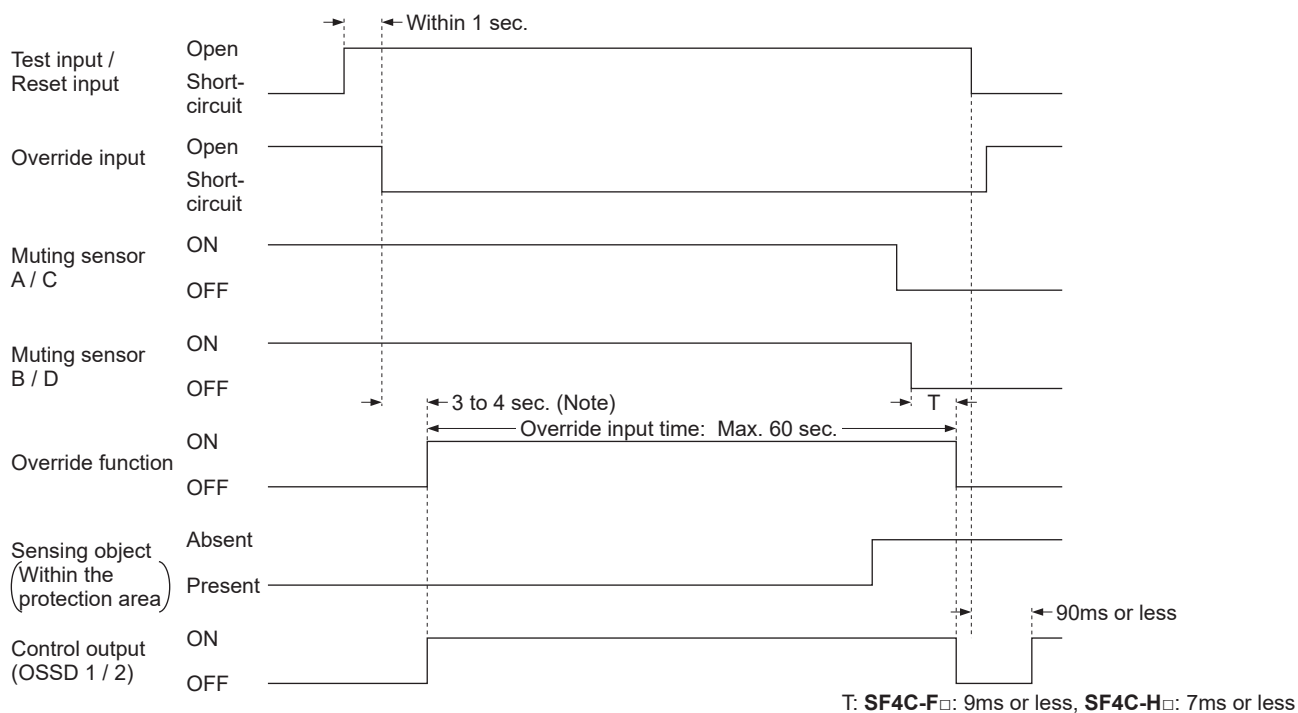 Within 1 sec.
Test input /
Reset input
Open
Short-
circuit
Override input
Open
Short-
circuit
Muting sensor
A / C
ON
OFF
Muting sensor
B / D
ON
OFF
3 to 4 sec. (Note)
T
Override input time: Max. 60 sec.
Override function
ON
OFF
Sensing object
(Within the
protection area)
Absent
Present
90ms or less
Control output
(OSSD 1 / 2)
ON
OFF
T: SF4C-F□: 9ms or less, SF4C-H□: 7ms or less